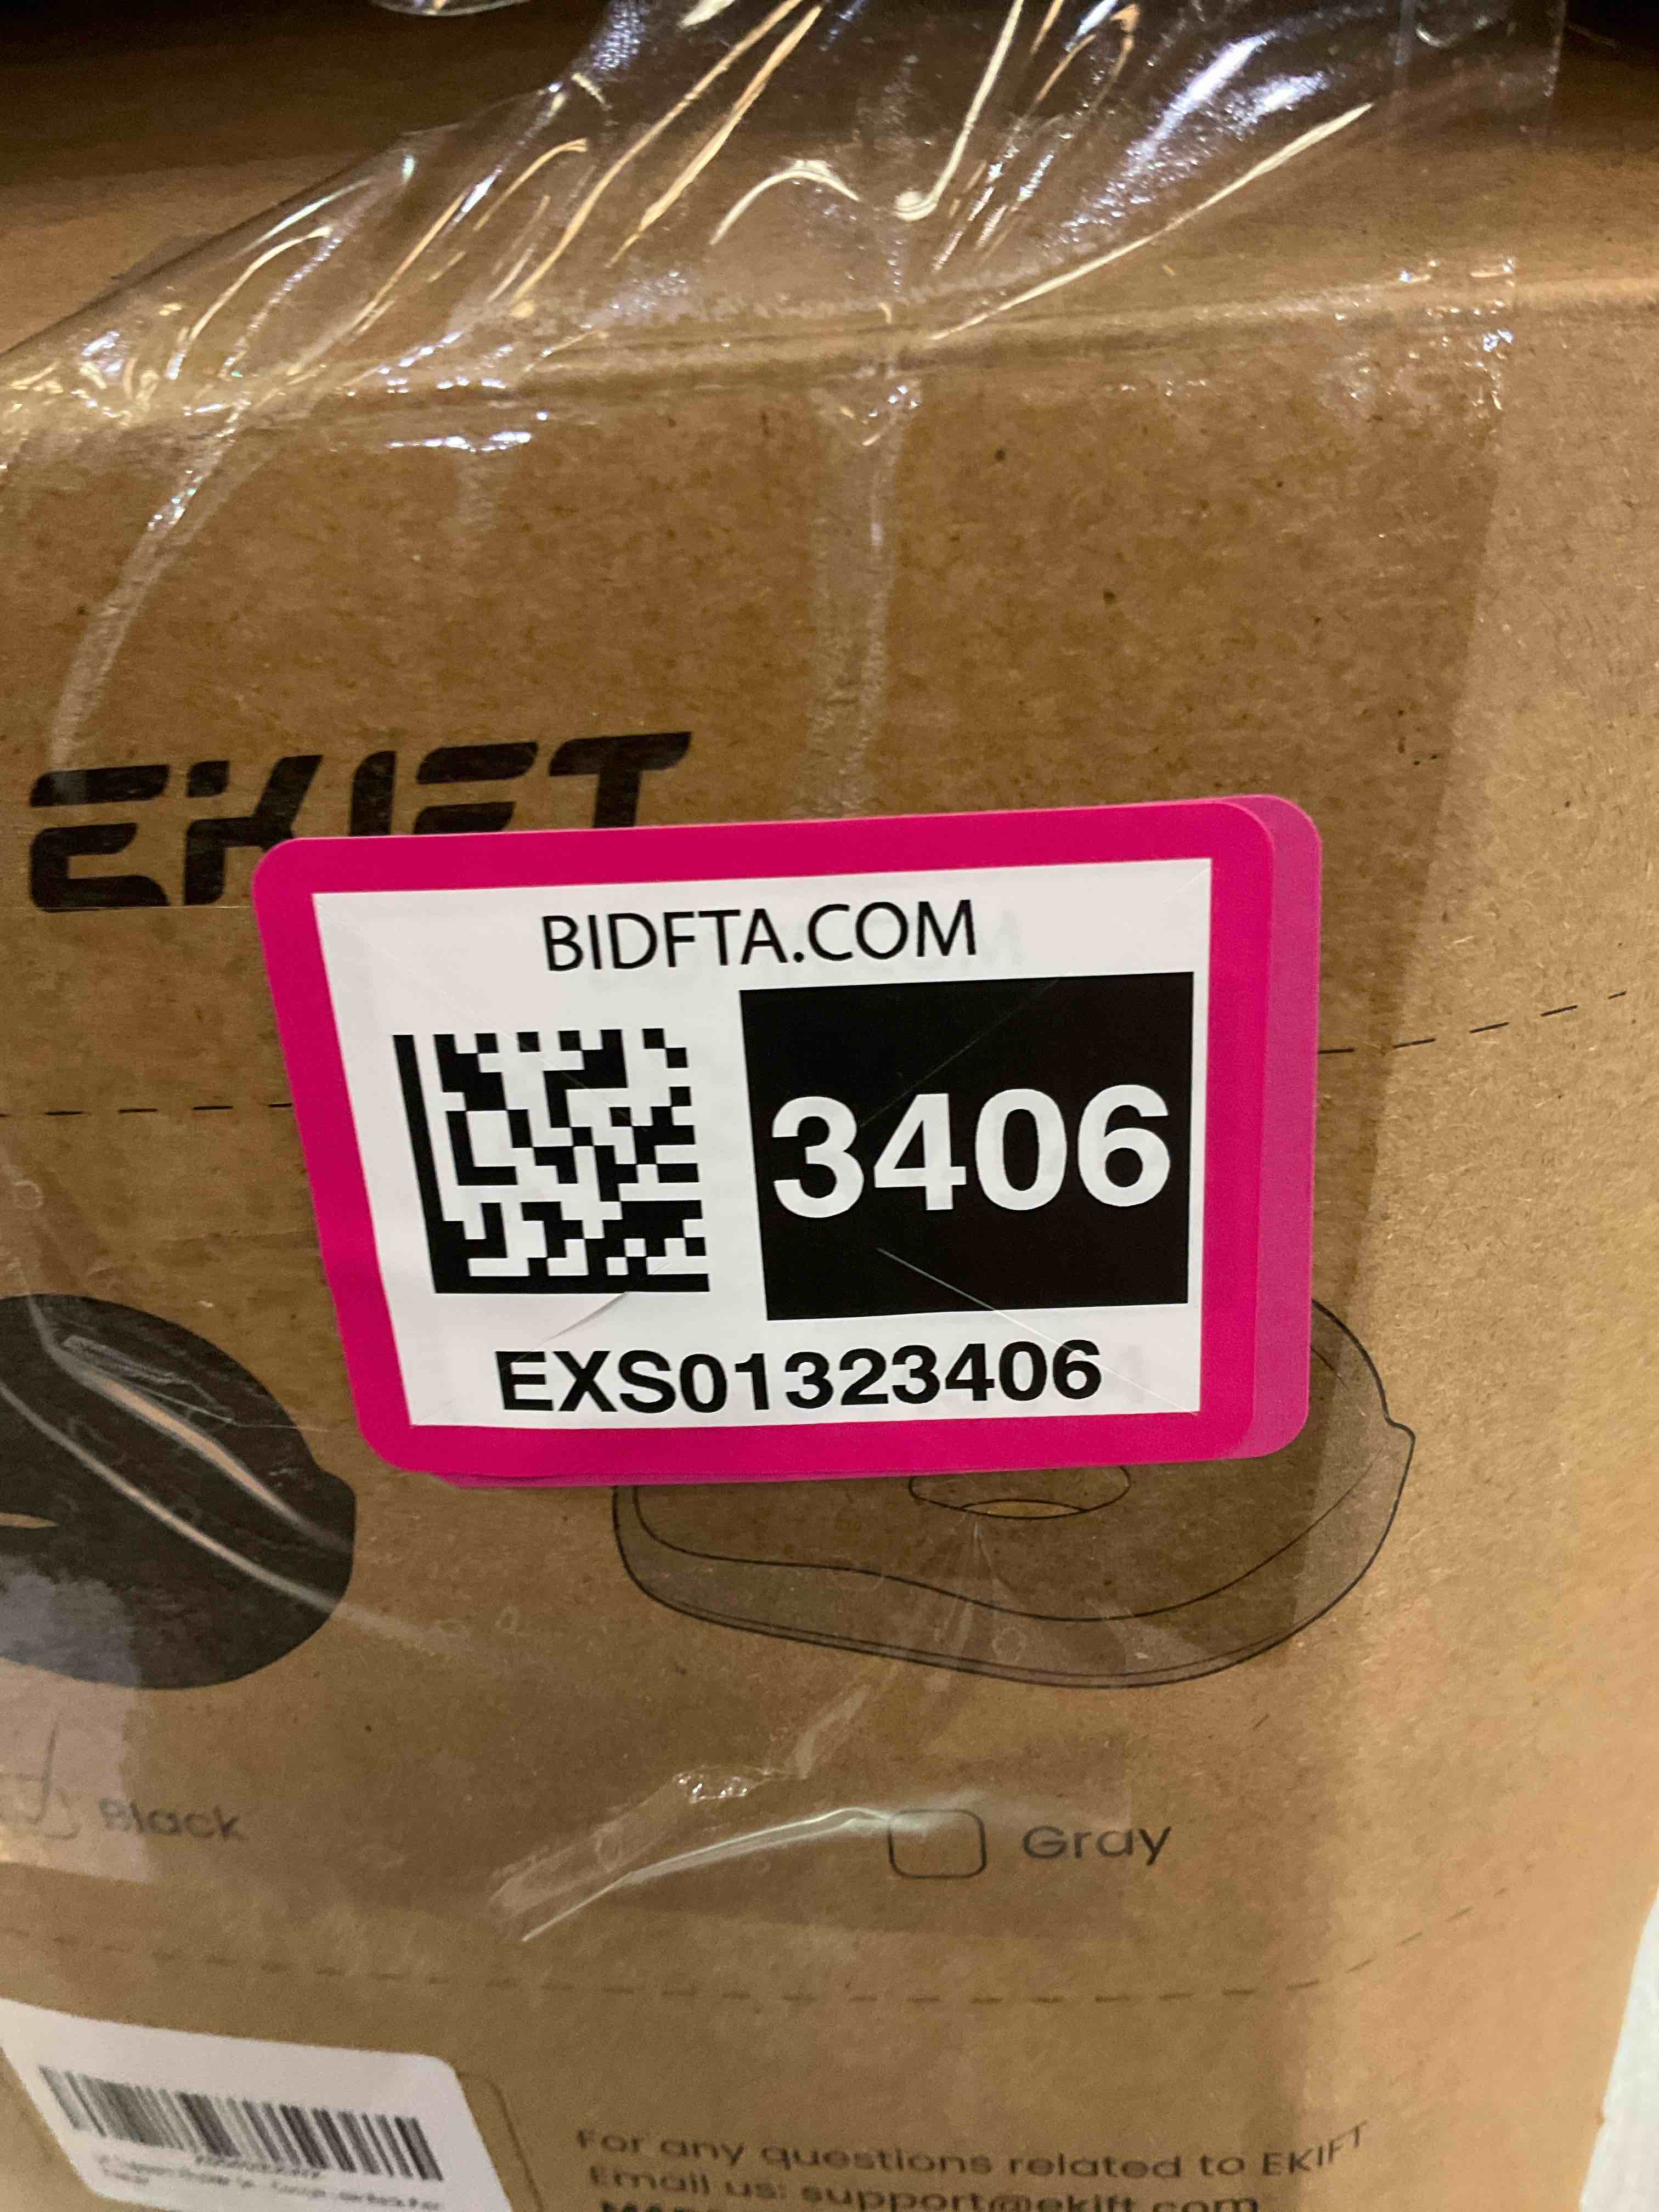 EKIFT
BIDFTA.COM
3406
EXS01323406
Black
Gray
For any questions related to EKIFT
Email us: support@ekift.com